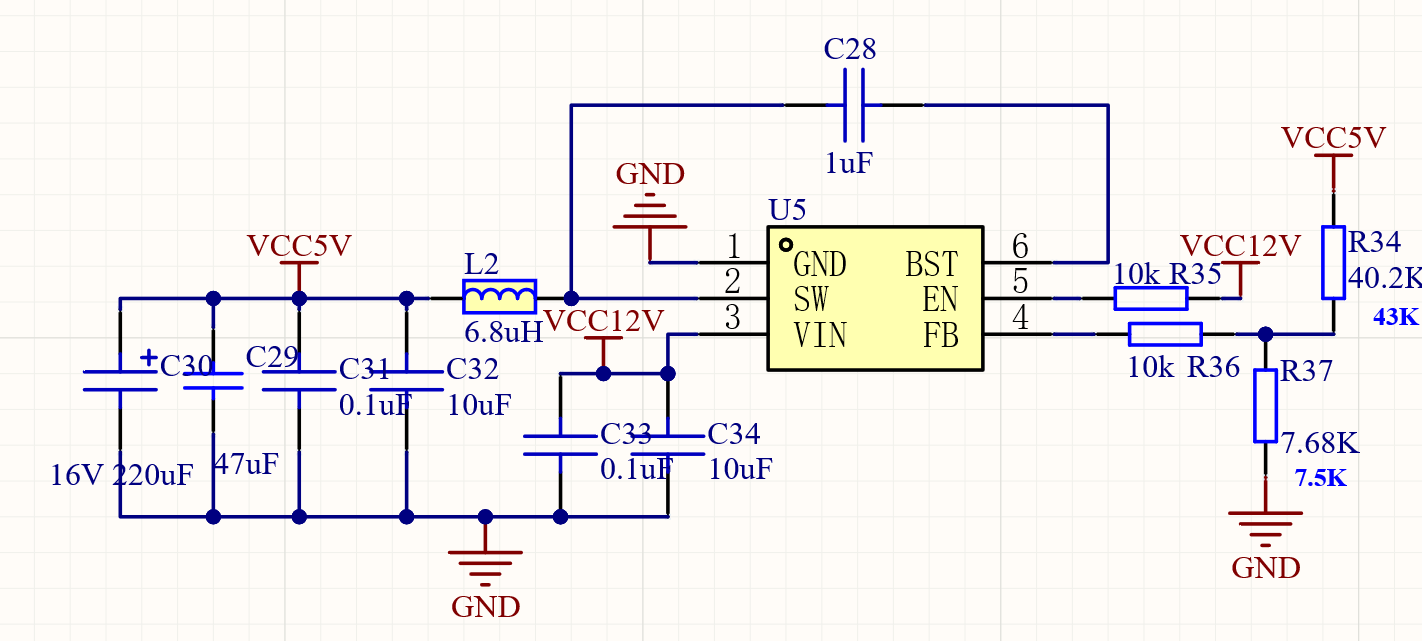 C28
1uF
VCC5V
GND
U5
VCC5V
L2
6.8uH
VCC12V
1
2
3
GND
SW
VIN
BST
EN
FB
6
5
4
VCC12V
10k R35
10k R36
R34
40.2K
43K
R37
7.68K
7.5K
GND
C30
16V 220uF
C29
47uF
C31
0.1uF
C32
10uF
C33
0.1uF
C34
10uF
GND